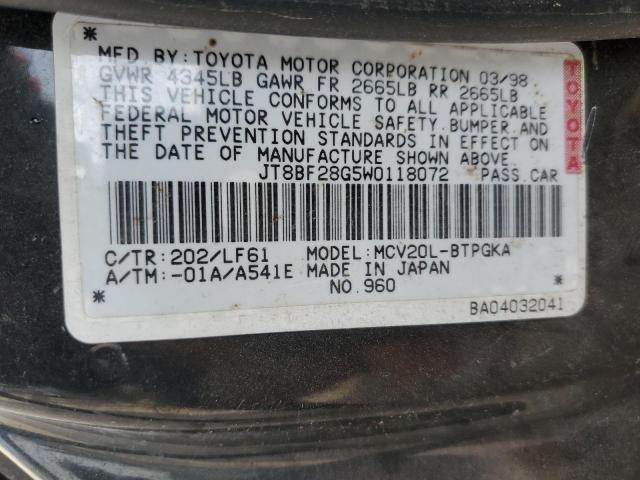 MFD.BY:TOYOTA MOTOR CORPORATION 03/98
GVWR 4345LB GAWR FR 2665LB RR 2665LB
THIS VEHICLE CONFORMS TO ALL APPLICABLE
FEDERAL MOTOR VEHICLE SAFETY,BUMPER,AND
THEFT PREVENTION STANDARDS IN EFFECT ON
THE DATE OF MANUFACTURE SHOWN ABOVE.
JT8BF28G5W0118072 PASS.CAR
C/TR:202/LF61 MODEL:MCV20L-BTPGKA
A/TM:-01A/A541E MADE IN JAPAN
NO.960
BA04032041
TOYOTA